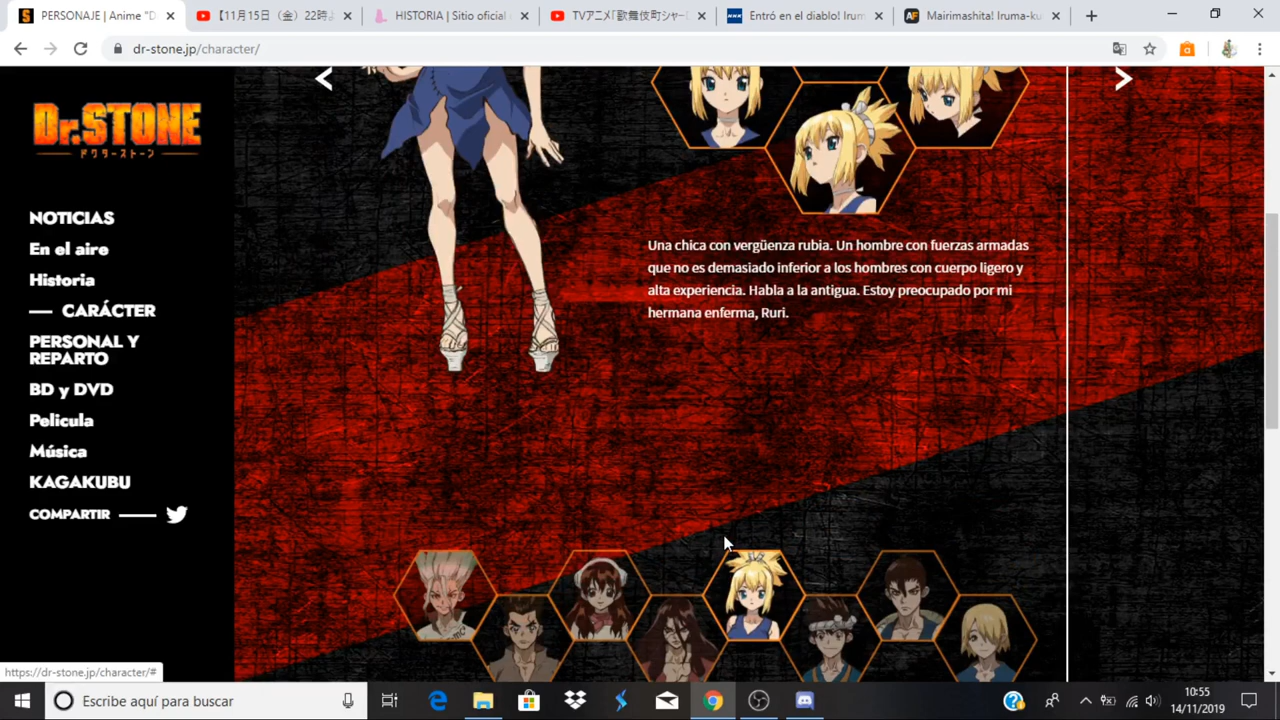 PERSONAJE | Anime "D
【11月15日（金）22時よ
HISTORIA | Sitio oficial
TVアニメ「歌舞伎町シャー
Entró en el diablo! Irum
Mairimashita! Iruma-ku
dr-stone.jp/character/
Dr.STONE
ドクターストーン
NOTICIAS
En el aire
Historia
CARÁCTER
PERSONAL Y
REPARTO
BD y DVD
Pelicula
Música
KAGAKUBU
COMPARTIR
Una chica con vergüenza rubia. Un hombre con fuerzas armadas
que no es demasiado inferior a los hombres con cuerpo ligero y
alta experiencia. Habla a la antigua. Estoy preocupado por mi
hermana enferma, Ruri.
https://dr-stone.jp/character/#
Escribe aquí para buscar
10:55
14/11/2019